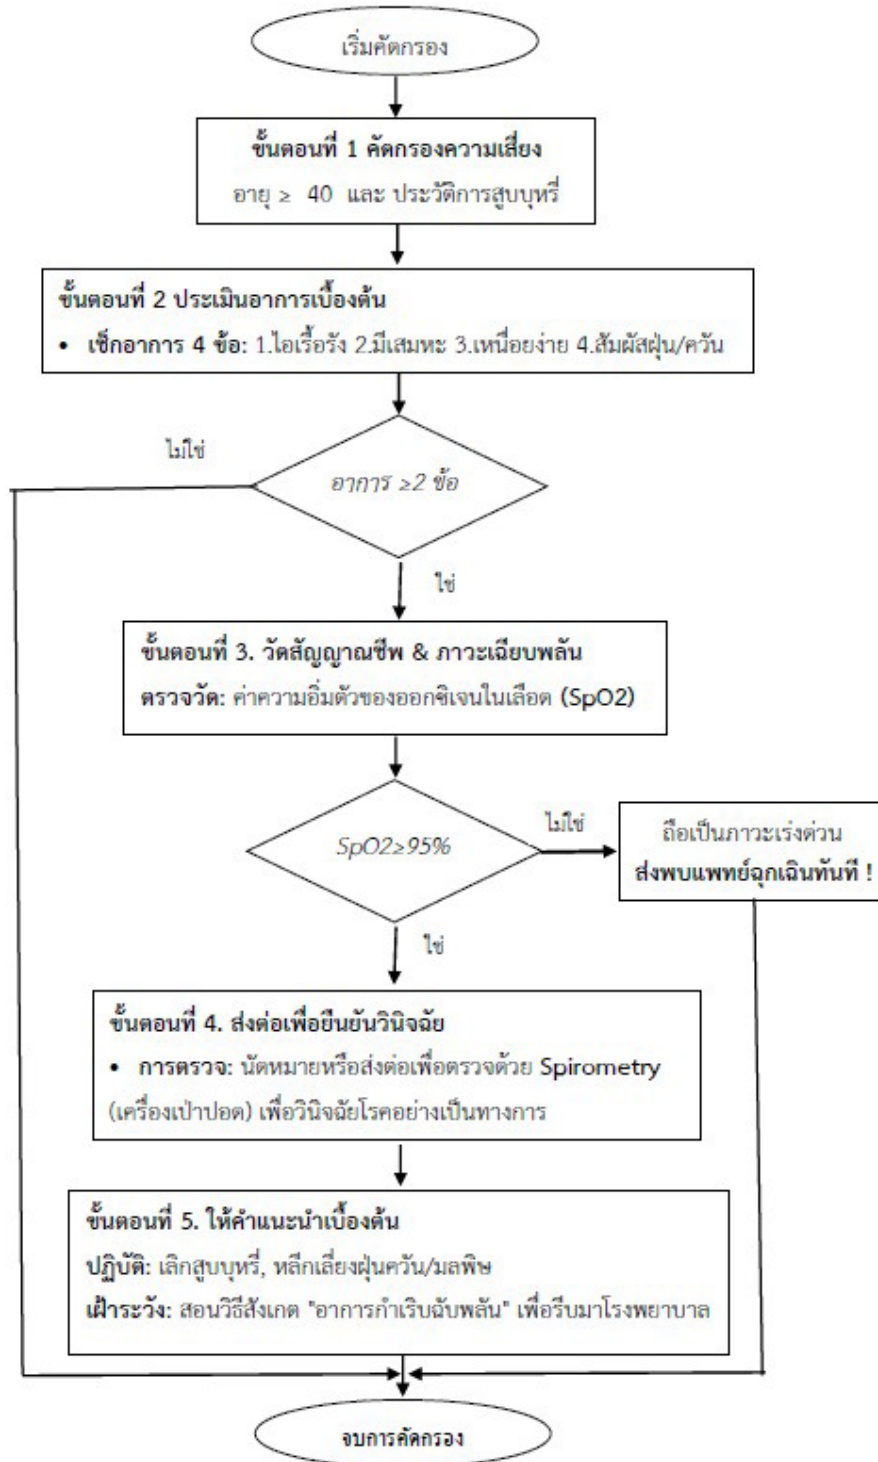 เริ่มคัดกรอง
ขั้นตอนที่ 1 คัดกรองความเสี่ยง
อายุ ≥ 40 และ ประวัติการสูบบุหรี่
ขั้นตอนที่ 2 ประเมินอาการเบื้องต้น
• เช็กอาการ 4 ข้อ: 1.ไอเรื้อรัง 2.มีเสมหะ 3.เหนื่อยง่าย 4.สัมผัสฝุ่น/ควัน
ไม่ใช่
อาการ ≥2 ข้อ
ใช่
ขั้นตอนที่ 3. วัดสัญญาณชีพ & ภาวะเฉียบพลัน
ตรวจวัด: ค่าความอิ่มตัวของออกซิเจนในเลือด (SpO2)
SpO2≥95%
ไม่ใช่
ถือเป็นภาวะเร่งด่วน
ส่งพบแพทย์ฉุกเฉินทันที !
ใช่
ขั้นตอนที่ 4. ส่งต่อเพื่อยืนยันวินิจฉัย
• การตรวจ: นัดหมายหรือส่งต่อเพื่อตรวจด้วย Spirometry
(เครื่องเป่าปอด) เพื่อวินิจฉัยโรคอย่างเป็นทางการ
ขั้นตอนที่ 5. ให้คำแนะนำเบื้องต้น
ปฏิบัติ: เลิกสูบบุหรี่, หลีกเลี่ยงฝุ่นควัน/มลพิษ
เฝ้าระวัง: สอนวิธีสังเกต "อาการกำเริบฉับพลัน" เพื่อรีบมาโรงพยาบาล
จบการคัดกรอง